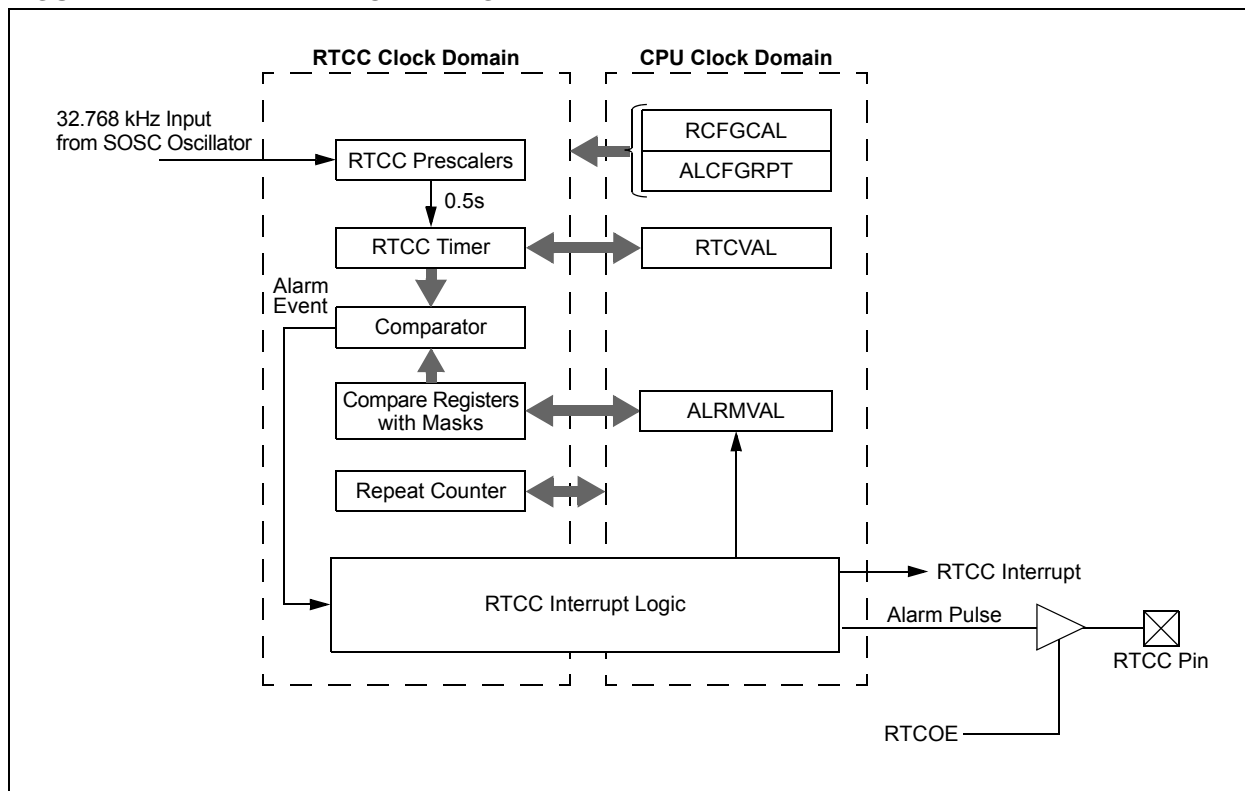 RTCC Clock Domain
CPU Clock Domain
32.768 kHz Input
from SOSC Oscillator
RTCC Prescalers
RCFGCAL
ALCFGRPT
0.5s
RTCC Timer
RTCVAL
Alarm
Event
Comparator
Compare Registers
with Masks
ALRMVAL
Repeat Counter
RTCC Interrupt Logic
RTCC Interrupt
Alarm Pulse
RTCC Pin
RTCOE